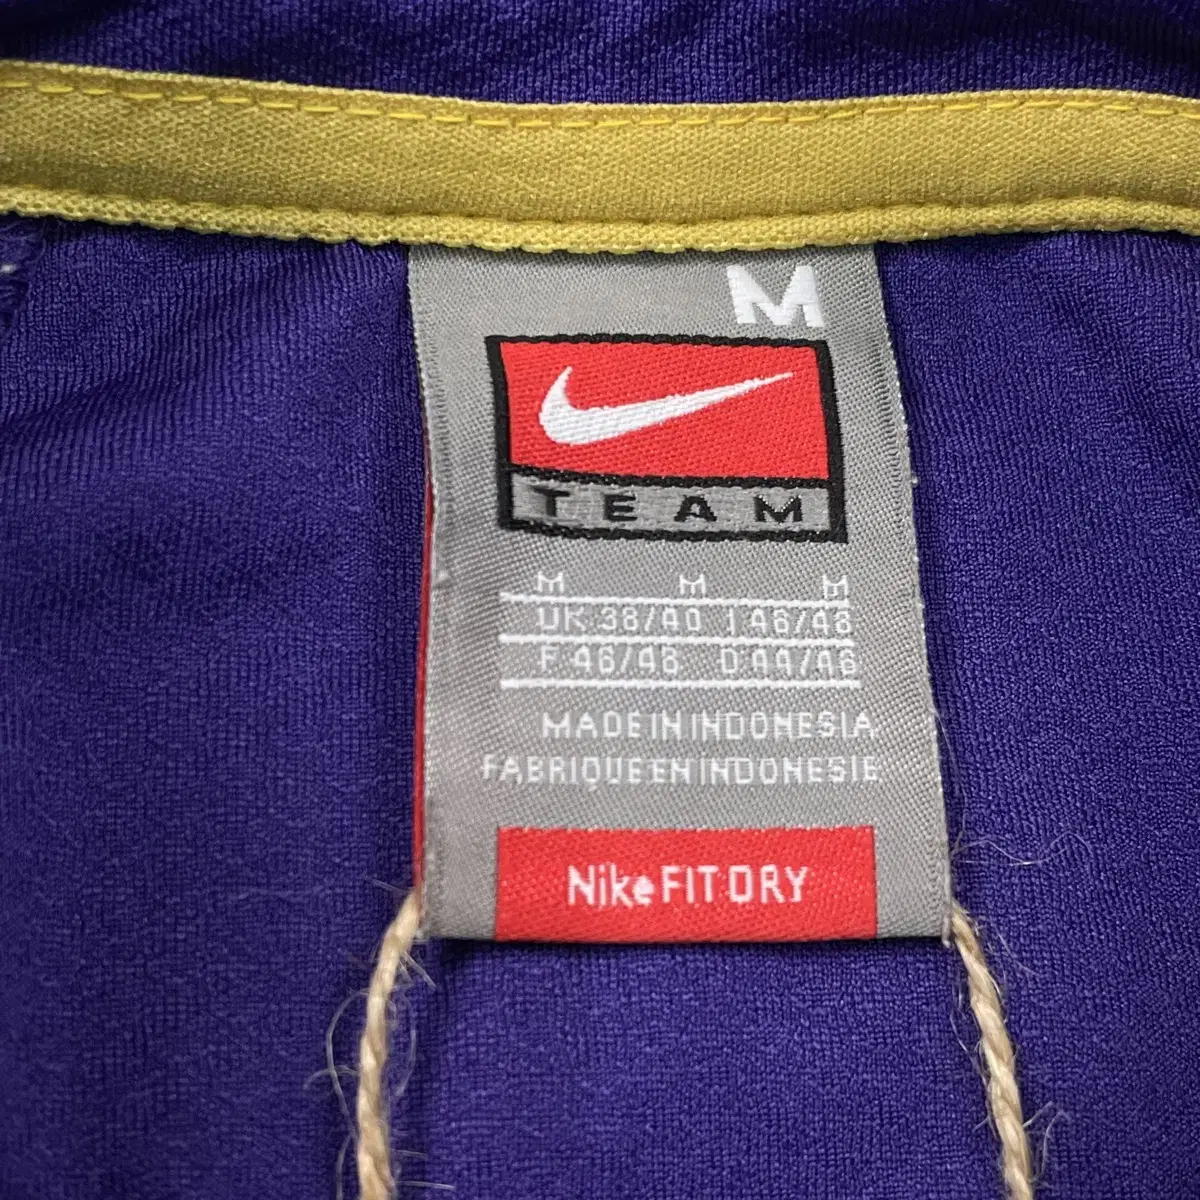 M
TEAM
M M M
UK 38/40 I 46/48
F 46/48 D 44/46
MADE IN INDONESIA
FABRIQUE EN INDONESIE
Nike FIT DRY